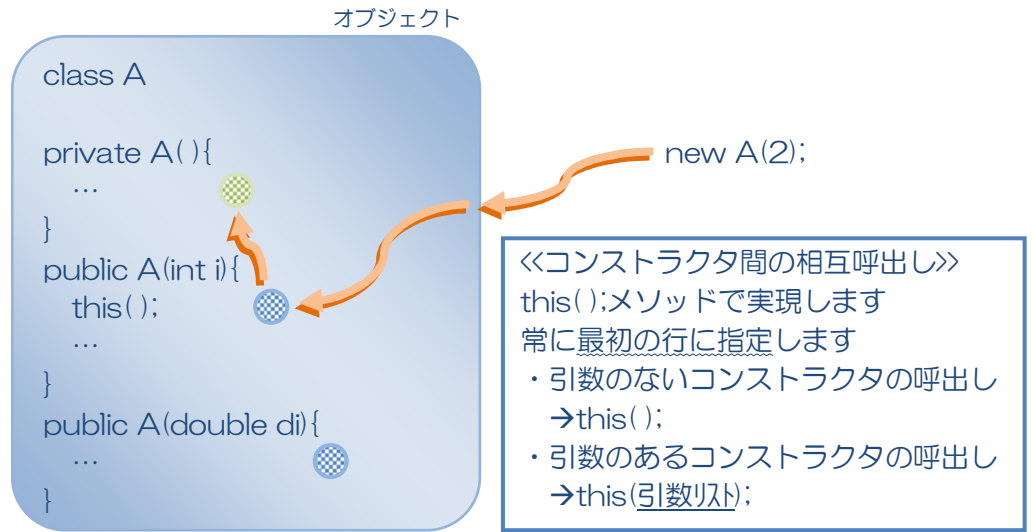 オブジェクト
class A
private A( ){
…
}
public A(int i){
this( );
…
}
public A(double di){
…
}
new A(2);
≪コンストラクタ間の相互呼出し≫
this( );メソッドで実現します
常に最初の行に指定します
・引数のないコンストラクタの呼出し
→this( );
・引数のあるコンストラクタの呼出し
→this(引数リスト);